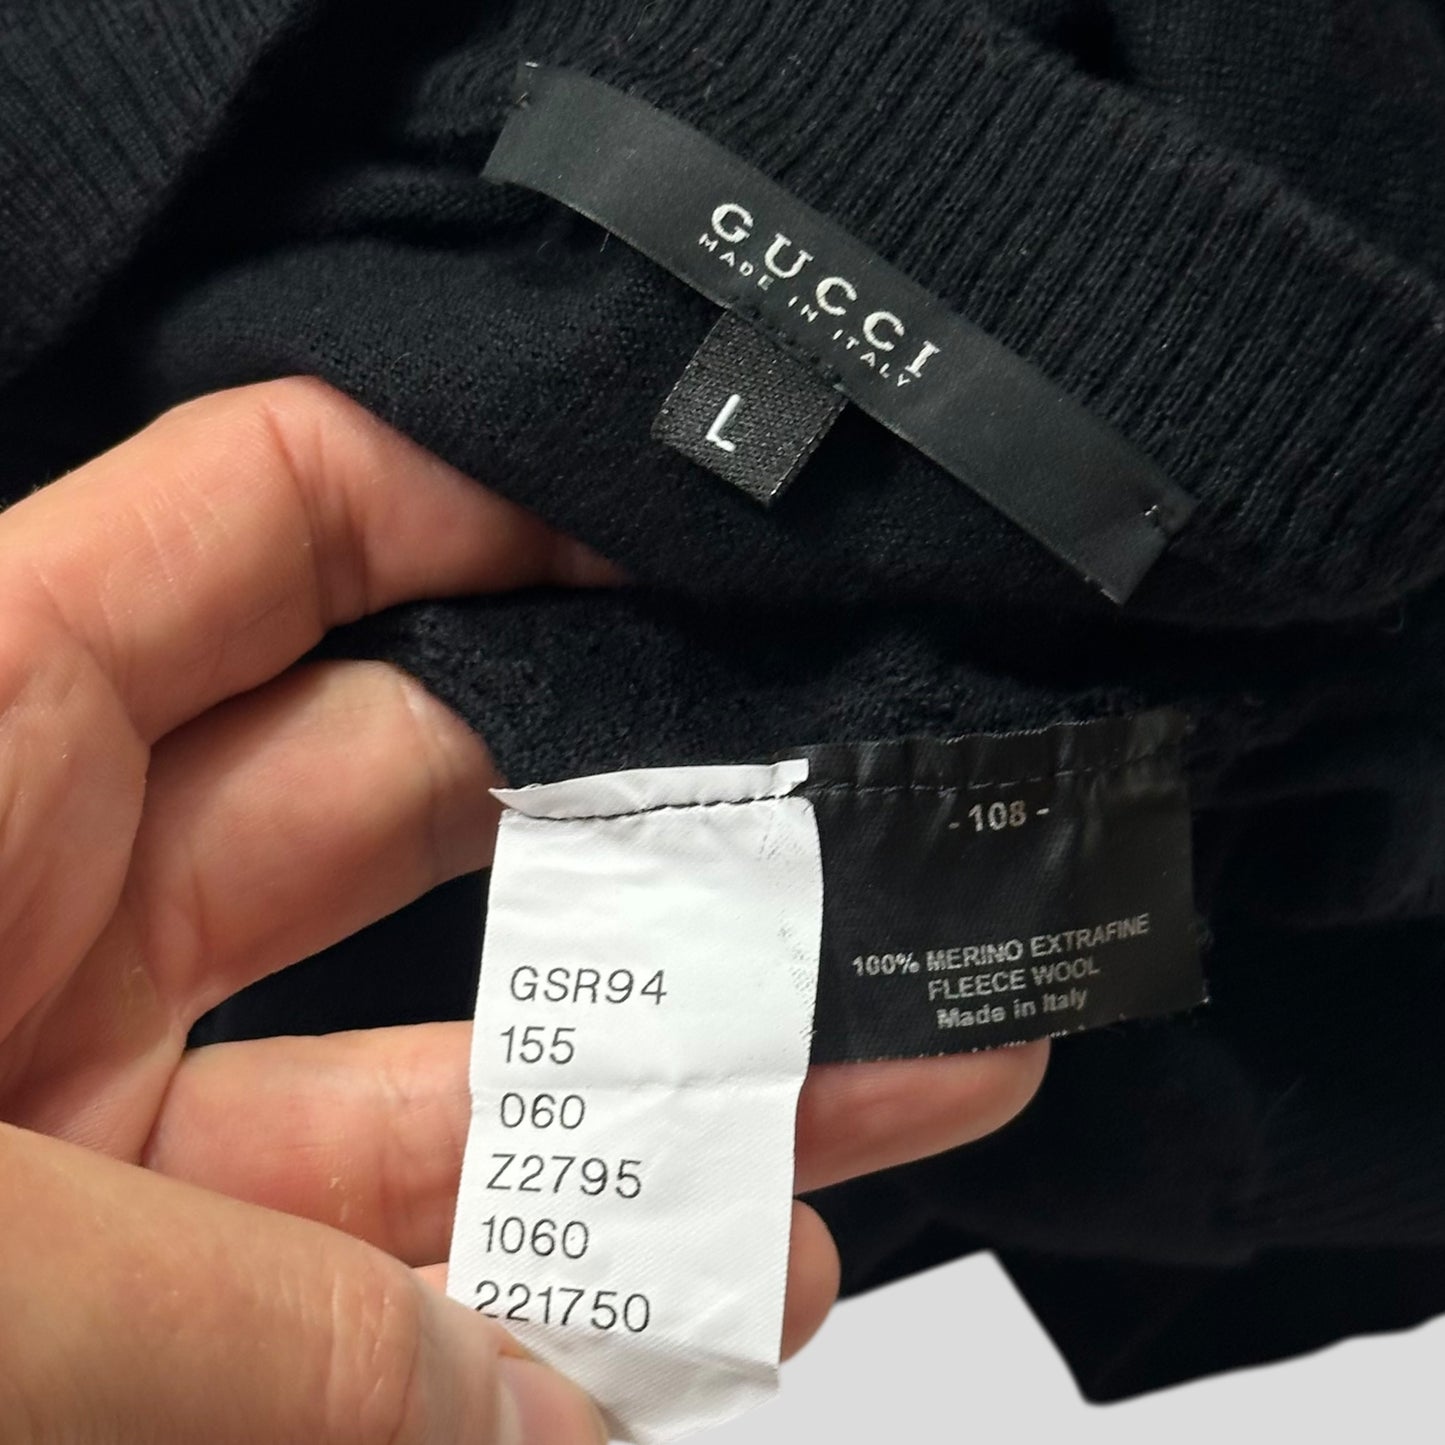 GUCCI
MADE IN ITALY
L
- 108 -
100% MERINO EXTRAFINE
FLEECE WOOL
Made in Italy
GSR94
155
060
Z2795
1060
221750